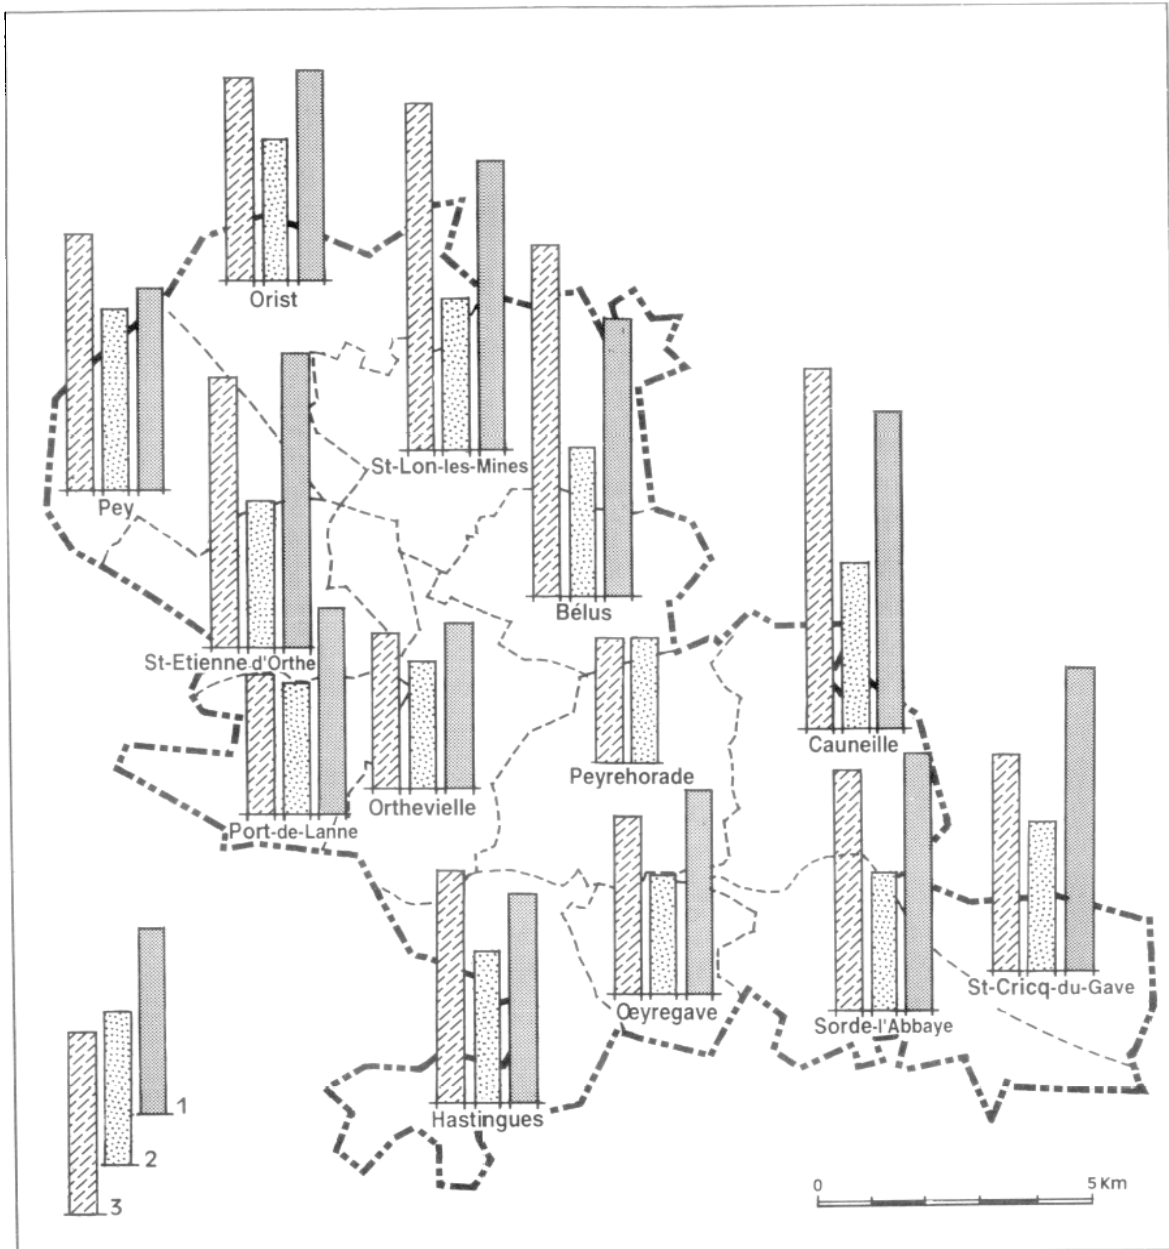 Orist
St-Lon-les-Mines
Pey
Bélus
St-Etienne d'Orthe
Cauneille
Peyrehorade
Orthevielle
Port-de-Lanne
St-Cricq-du-Gave
Œyregave
Sorde-l'Abbaye
Hastingues
1
2
3
0 5 Km